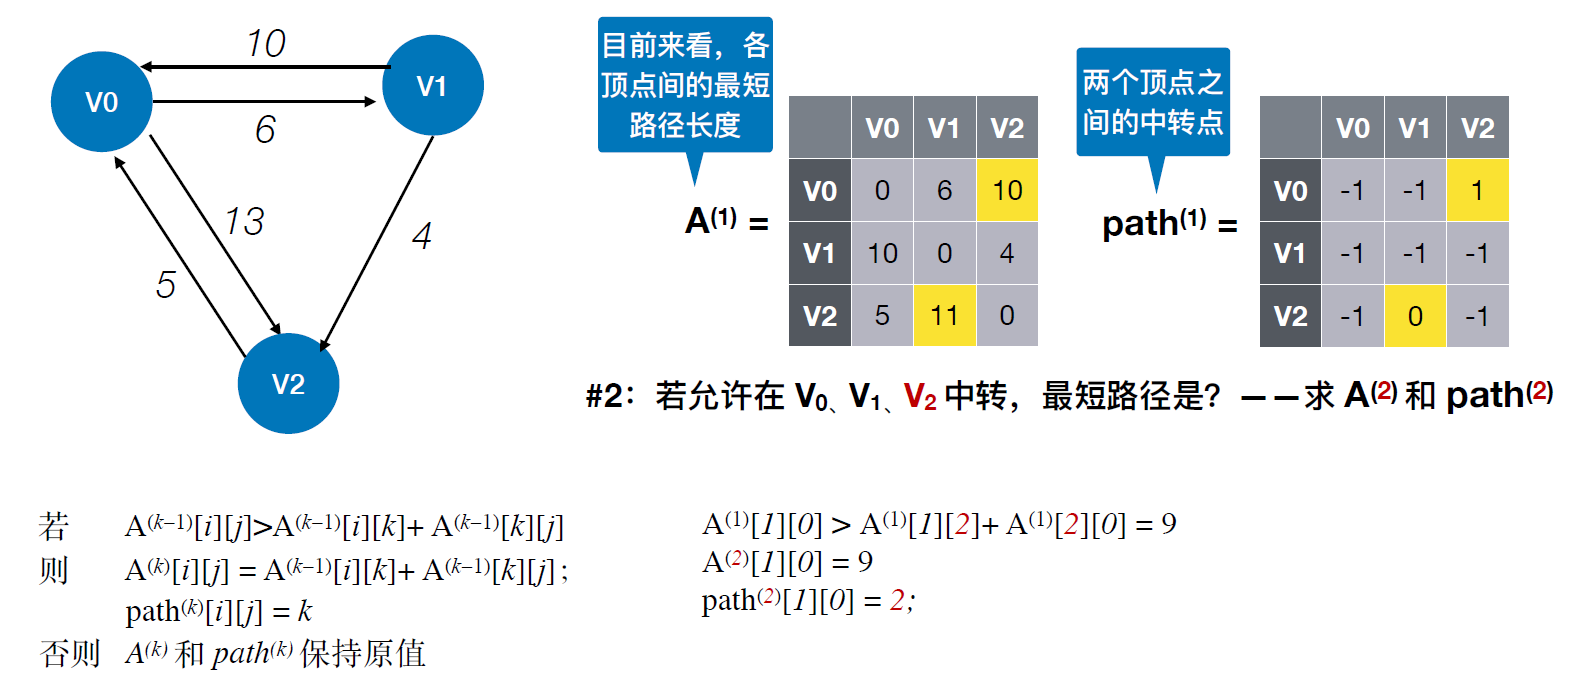 10
V0
V1
6
13
4
5
V2
目前来看，各
顶点间的最短
路径长度
A(1) =
V0 V1 V2
V0 0 6 10
V1 10 0 4
V2 5 11 0
两个顶点之
间的中转点
path(1) =
V0 V1 V2
V0 -1 -1 1
V1 -1 -1 -1
V2 -1 0 -1
#2：若允许在 V0、V1、V2 中转，最短路径是？——求 A(2) 和 path(2)
若 A(k–1)[i][j]>A(k–1)[i][k]+ A(k–1)[k][j]
则 A(k)[i][j] = A(k–1)[i][k]+ A(k–1)[k][j];
path(k)[i][j] = k
否则 A(k) 和 path(k) 保持原值
A(1)[1][0] > A(1)[1][2]+ A(1)[2][0] = 9
A(2)[1][0] = 9
path(2)[1][0] = 2;